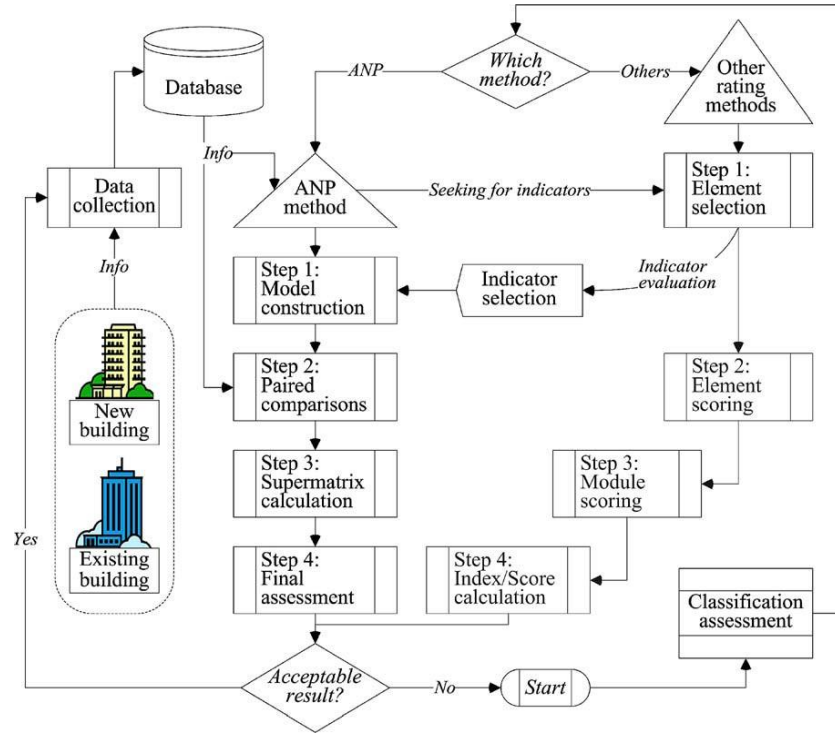 Which
method?
ANP
Others
Other
rating
methods
Database
Info
Data
collection
ANP
method
Seeking for indicators
Step 1:
Element
selection
Info
Step 1:
Model
construction
Indicator
selection
Indicator
evaluation
New
building
Step 2:
Paired
comparisons
Step 2:
Element
scoring
Step 3:
Supermatrix
calculation
Step 3:
Module
scoring
Yes
Existing
building
Step 4:
Final
assessment
Step 4:
Index/Score
calculation
Classification
assessment
Acceptable
result?
No
Start